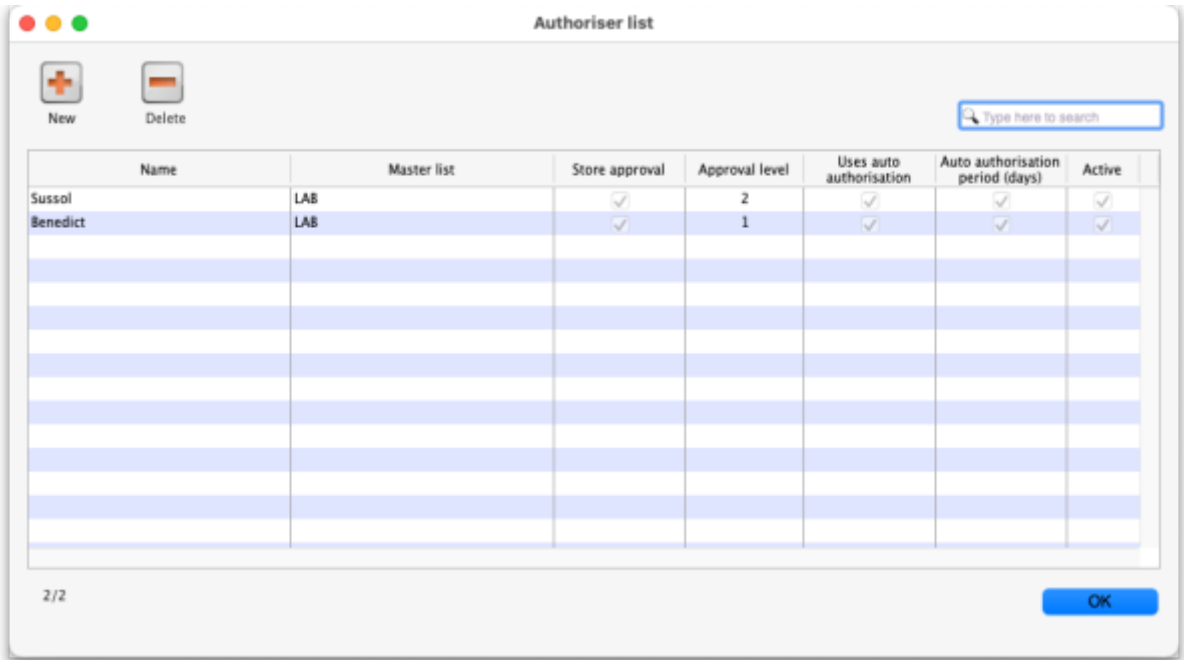 Authoriser list
New Delete
Type here to search
Name Master list Store approval Approval level Uses auto authorisation Auto authorisation period (days) Active
Sussol LAB 2
Benedict LAB 1
2/2
OK